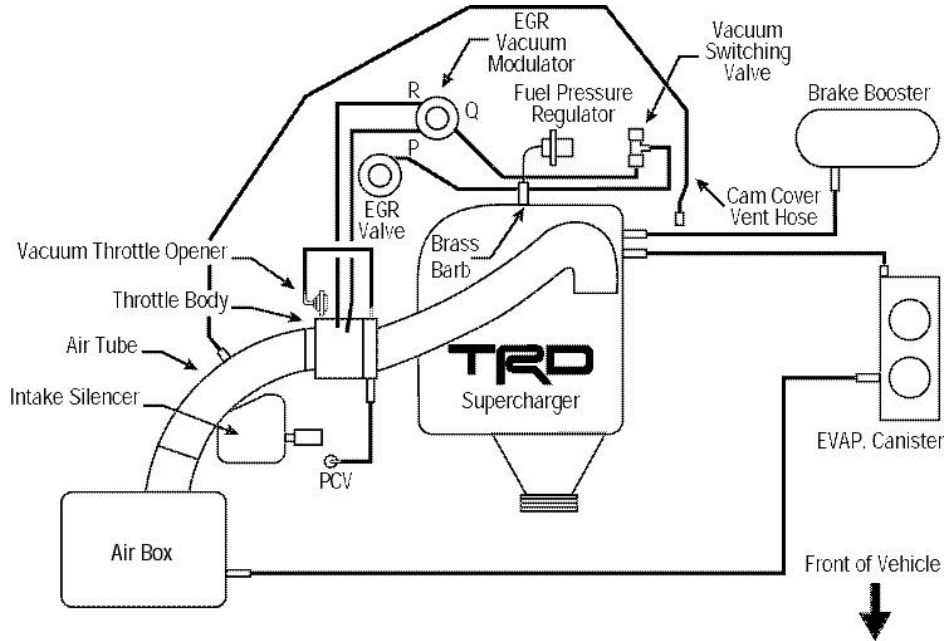 EGR
Vacuum
Modulator
Vacuum
Switching
Valve
Fuel Pressure
Regulator
Brake Booster
R
Q
P
EGR
Valve
Cam Cover
Vent Hose
Brass
Barb
Vacuum Throttle Opener
Throttle Body
Air Tube
Intake Silencer
TRD
Supercharger
PCV
EVAP. Canister
Air Box
Front of Vehicle